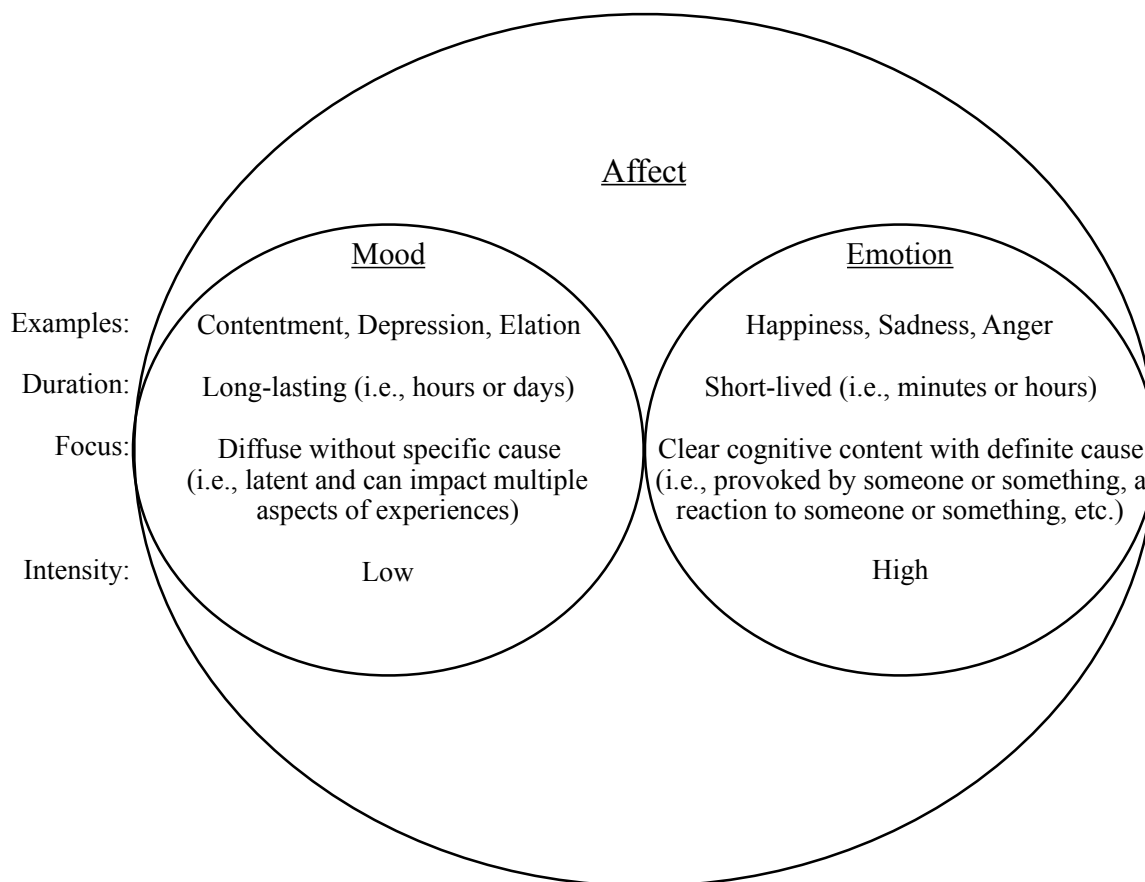 Affect
Mood
Emotion
Examples:
Contentment, Depression, Elation
Happiness, Sadness, Anger
Duration:
Long-lasting (i.e., hours or days)
Short-lived (i.e., minutes or hours)
Focus:
Diffuse without specific cause
(i.e., latent and can impact multiple
aspects of experiences)
Clear cognitive content with definite cause
(i.e., provoked by someone or something, a
reaction to someone or something, etc.)
Intensity:
Low
High